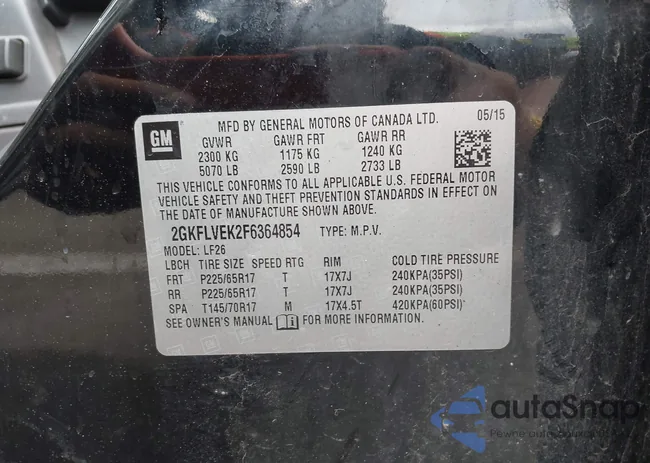 MFD BY GENERAL MOTORS OF CANADA LTD. 05/15
GM
GVWR GAWR FRT GAWR RR
2300 KG 1175 KG 1240 KG
5070 LB 2590 LB 2733 LB
THIS VEHICLE CONFORMS TO ALL APPLICABLE U.S. FEDERAL MOTOR
VEHICLE SAFETY AND THEFT PREVENTION STANDARDS IN EFFECT ON
THE DATE OF MANUFACTURE SHOWN ABOVE.
2GKFLVEK2F6364854 TYPE: M.P.V.
MODEL: LF26
LBCH TIRE SIZE SPEED RTG RIM COLD TIRE PRESSURE
FRT P225/65R17 T 17X7J 240KPA(35PSI)
RR P225/65R17 T 17X7J 240KPA(35PSI)
SPA T145/70R17 M 17X4.5T 420KPA(60PSI)
SEE OWNER'S MANUAL FOR MORE INFORMATION.
autoSnap